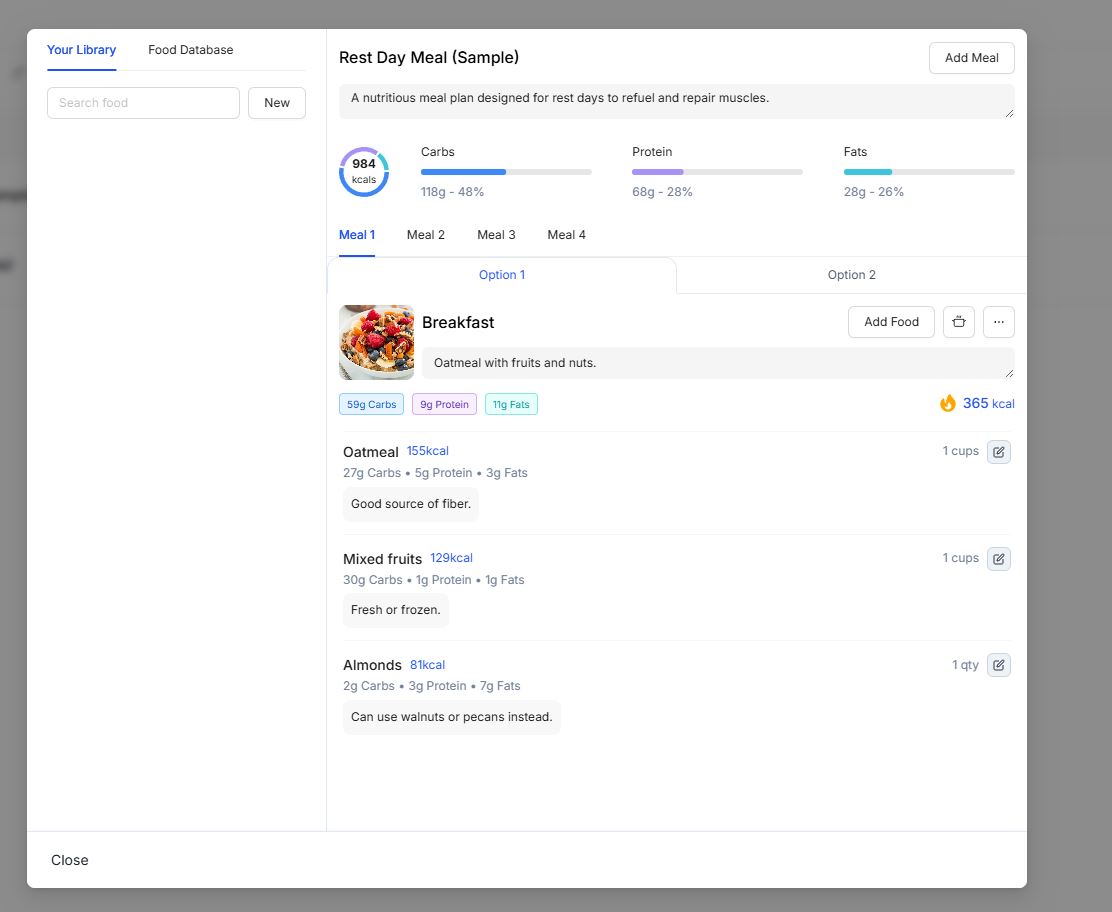 Your Library
Food Database
Search food
New
Rest Day Meal (Sample)
Add Meal
A nutritious meal plan designed for rest days to refuel and repair muscles.
984
kcals
Carbs
118g - 48%
Protein
68g - 28%
Fats
28g - 26%
Meal 1
Meal 2
Meal 3
Meal 4
Option 1
Option 2
Breakfast
Add Food
Oatmeal with fruits and nuts.
59g Carbs
9g Protein
11g Fats
365 kcal
Oatmeal 155kcal
1 cups
27g Carbs • 5g Protein • 3g Fats
Good source of fiber.
Mixed fruits 129kcal
1 cups
30g Carbs • 1g Protein • 1g Fats
Fresh or frozen.
Almonds 81kcal
1 qty
2g Carbs • 3g Protein • 7g Fats
Can use walnuts or pecans instead.
Close